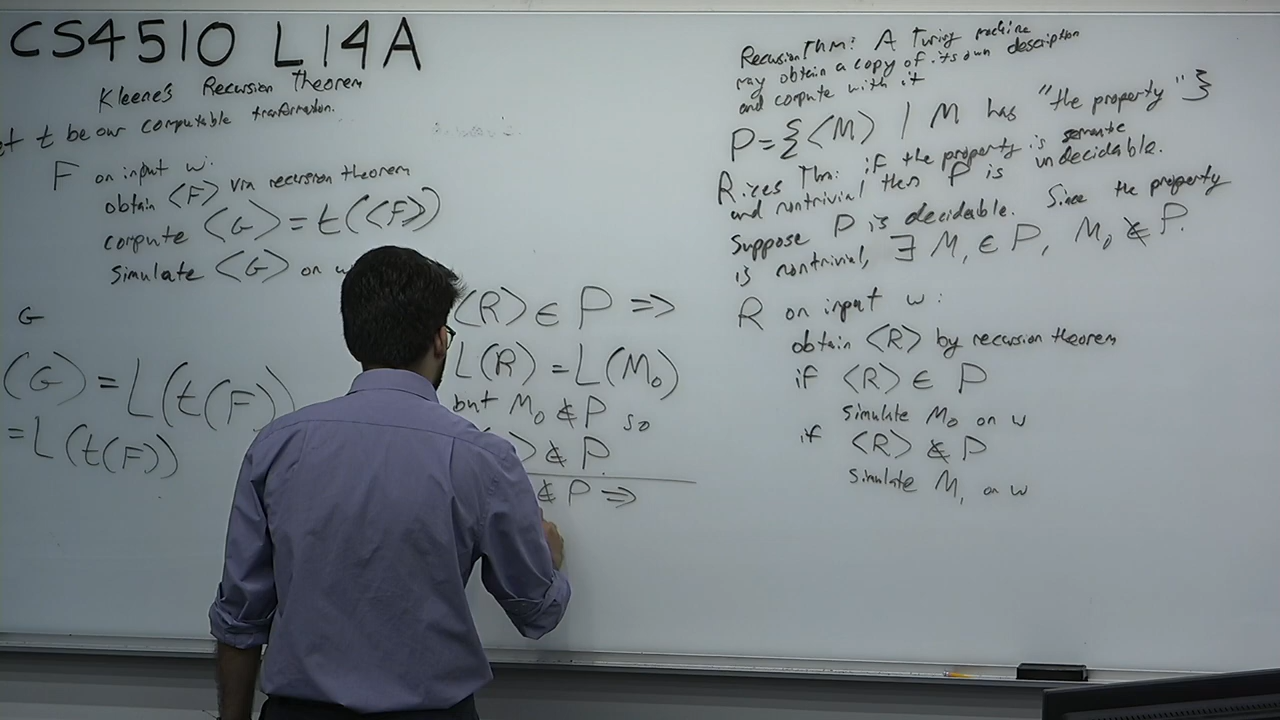 CS4510 L14A
Kleene's Recursion Theorem
t be our computable transformation.
F on input w:
obtain <F> via recursion theorem
compute <G> = t(<F>)
simulate <G> on w
G
(G) = L(t(F))
= L(t(F))
<R> ∈ P ⇒
L(R) = L(M₀)
but M₀ ∉ P so
> ∉ P.
∉ P ⇒
Recursion Thm: A Turing machine
may obtain a copy of its own description
and compute with it
P = {<M> | M has "the property"}
Rices Thm: if the property is semantic
and nontrivial then P is undecidable.
Suppose P is decidable. Since the property
is nontrivial, ∃ M₁ ∈ P, M₀ ∉ P.
R on input w:
obtain <R> by recursion theorem
if <R> ∈ P
simulate M₀ on w
if <R> ∉ P
simulate M₁ on w